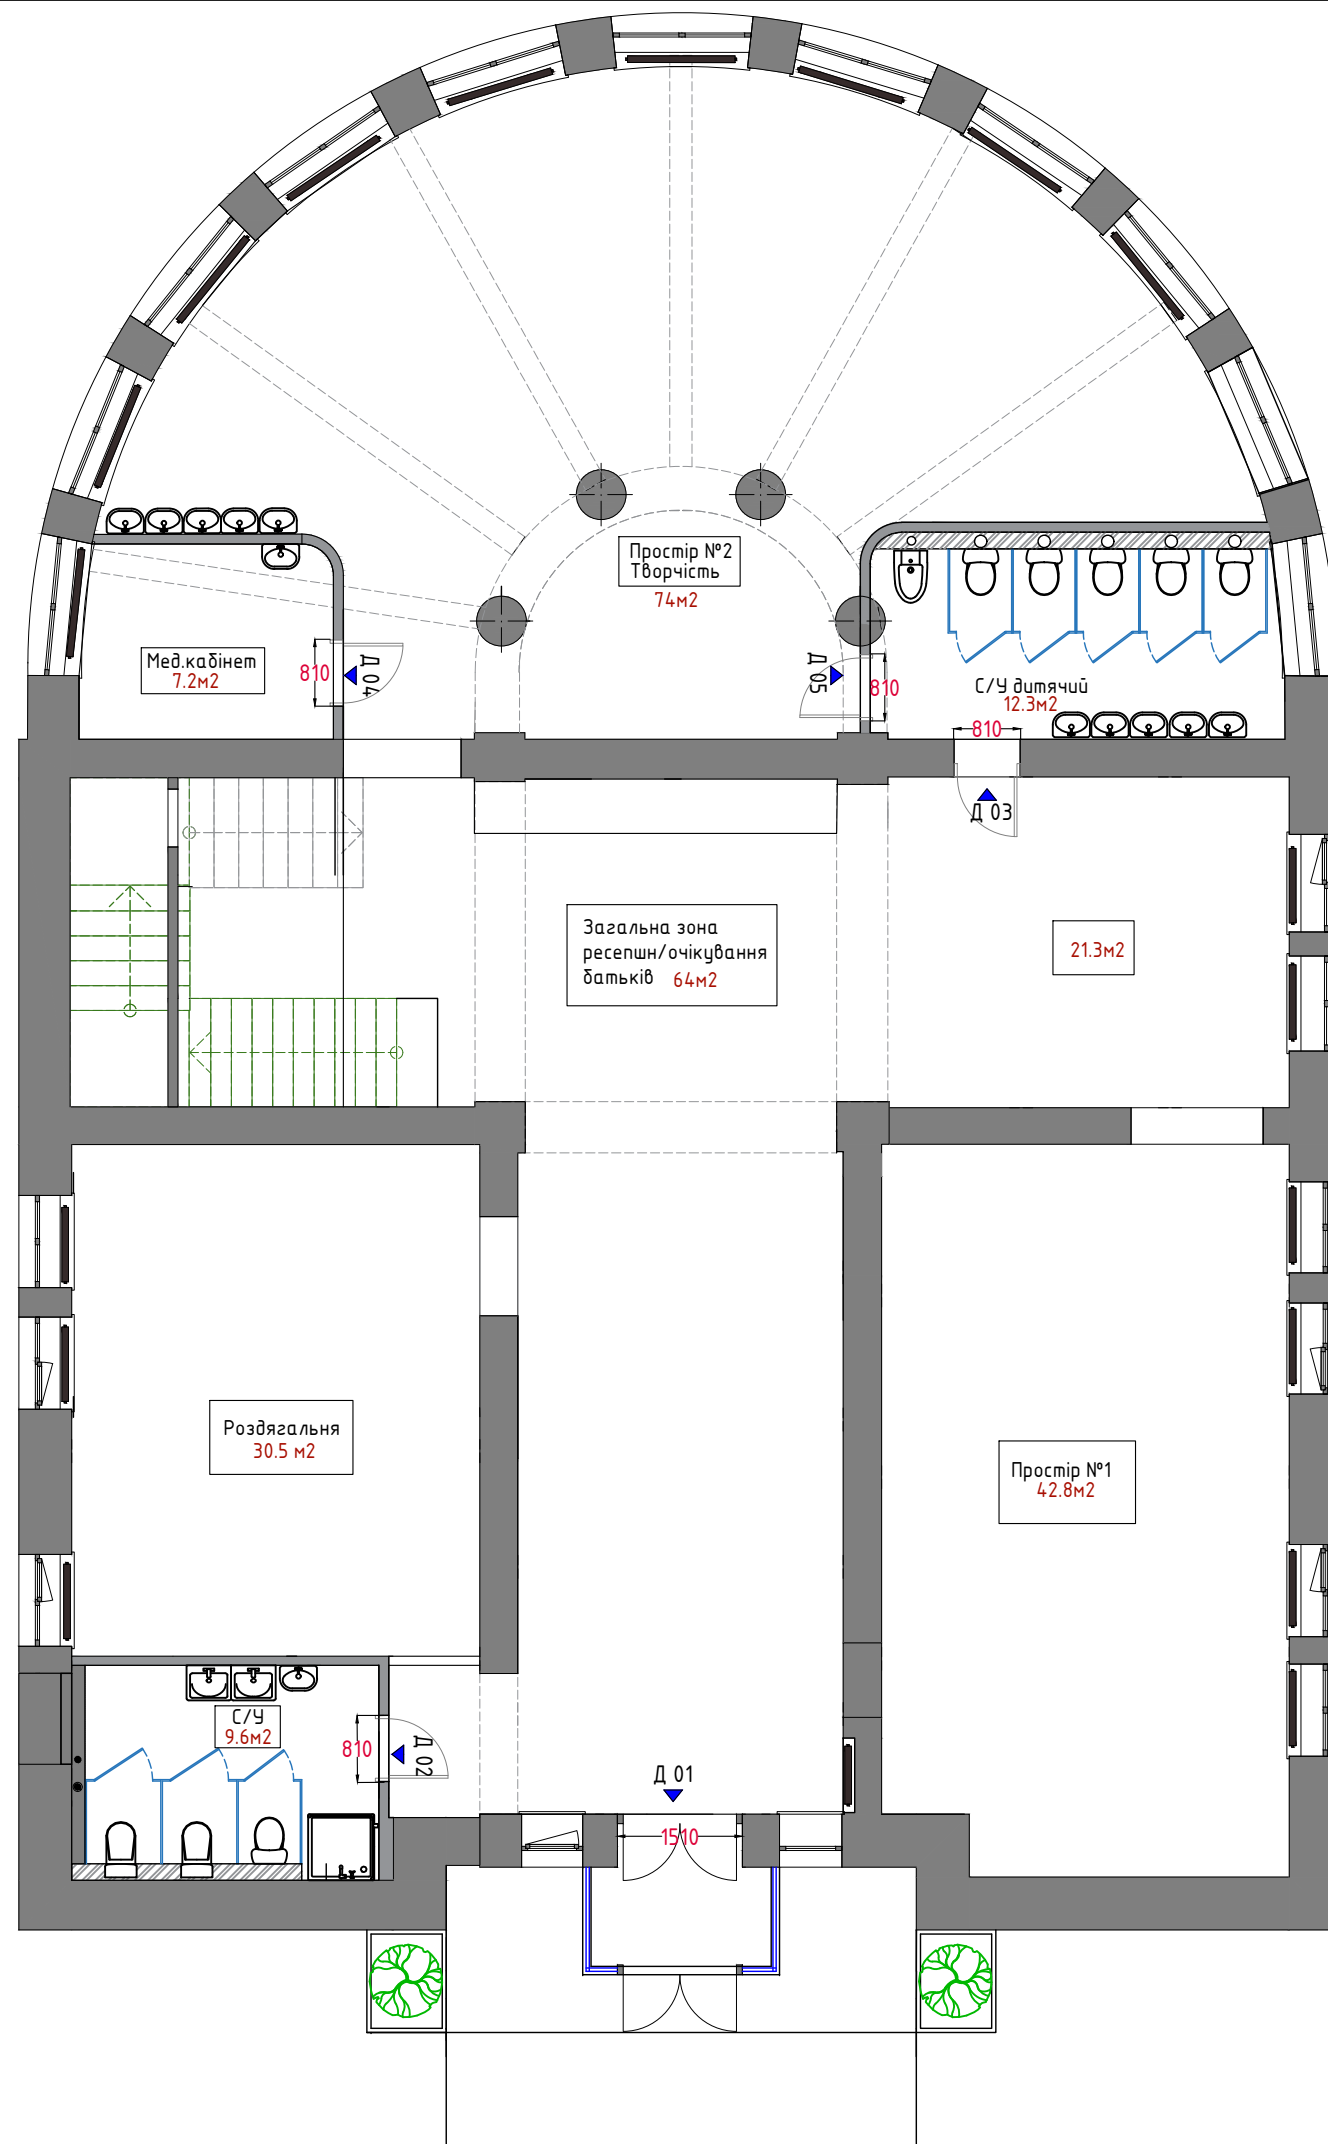 Простір №2
Творчість
74м2
Мед.кабінет
7.2м2
810
Д 04
Д 05
810
С/У дитячий
12.3м2
810
Д 03
Загальна зона
ресепшн/очікування
батьків 64м2
21.3м2
Роздягальня
30.5 м2
Простір №1
42.8м2
С/У
9.6м2
810
Д 02
Д 01
1510